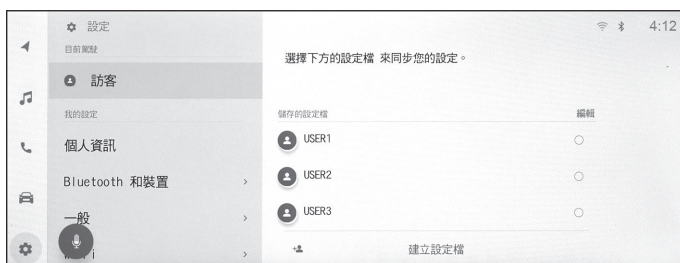 設定
4:12
目前駕駛
選擇下方的設定檔 來同步您的設定。
訪客
我的設定
儲存的設定檔
編輯
個人資訊
USER1
Bluetooth 和裝置
USER2
一般
USER3
建立設定檔